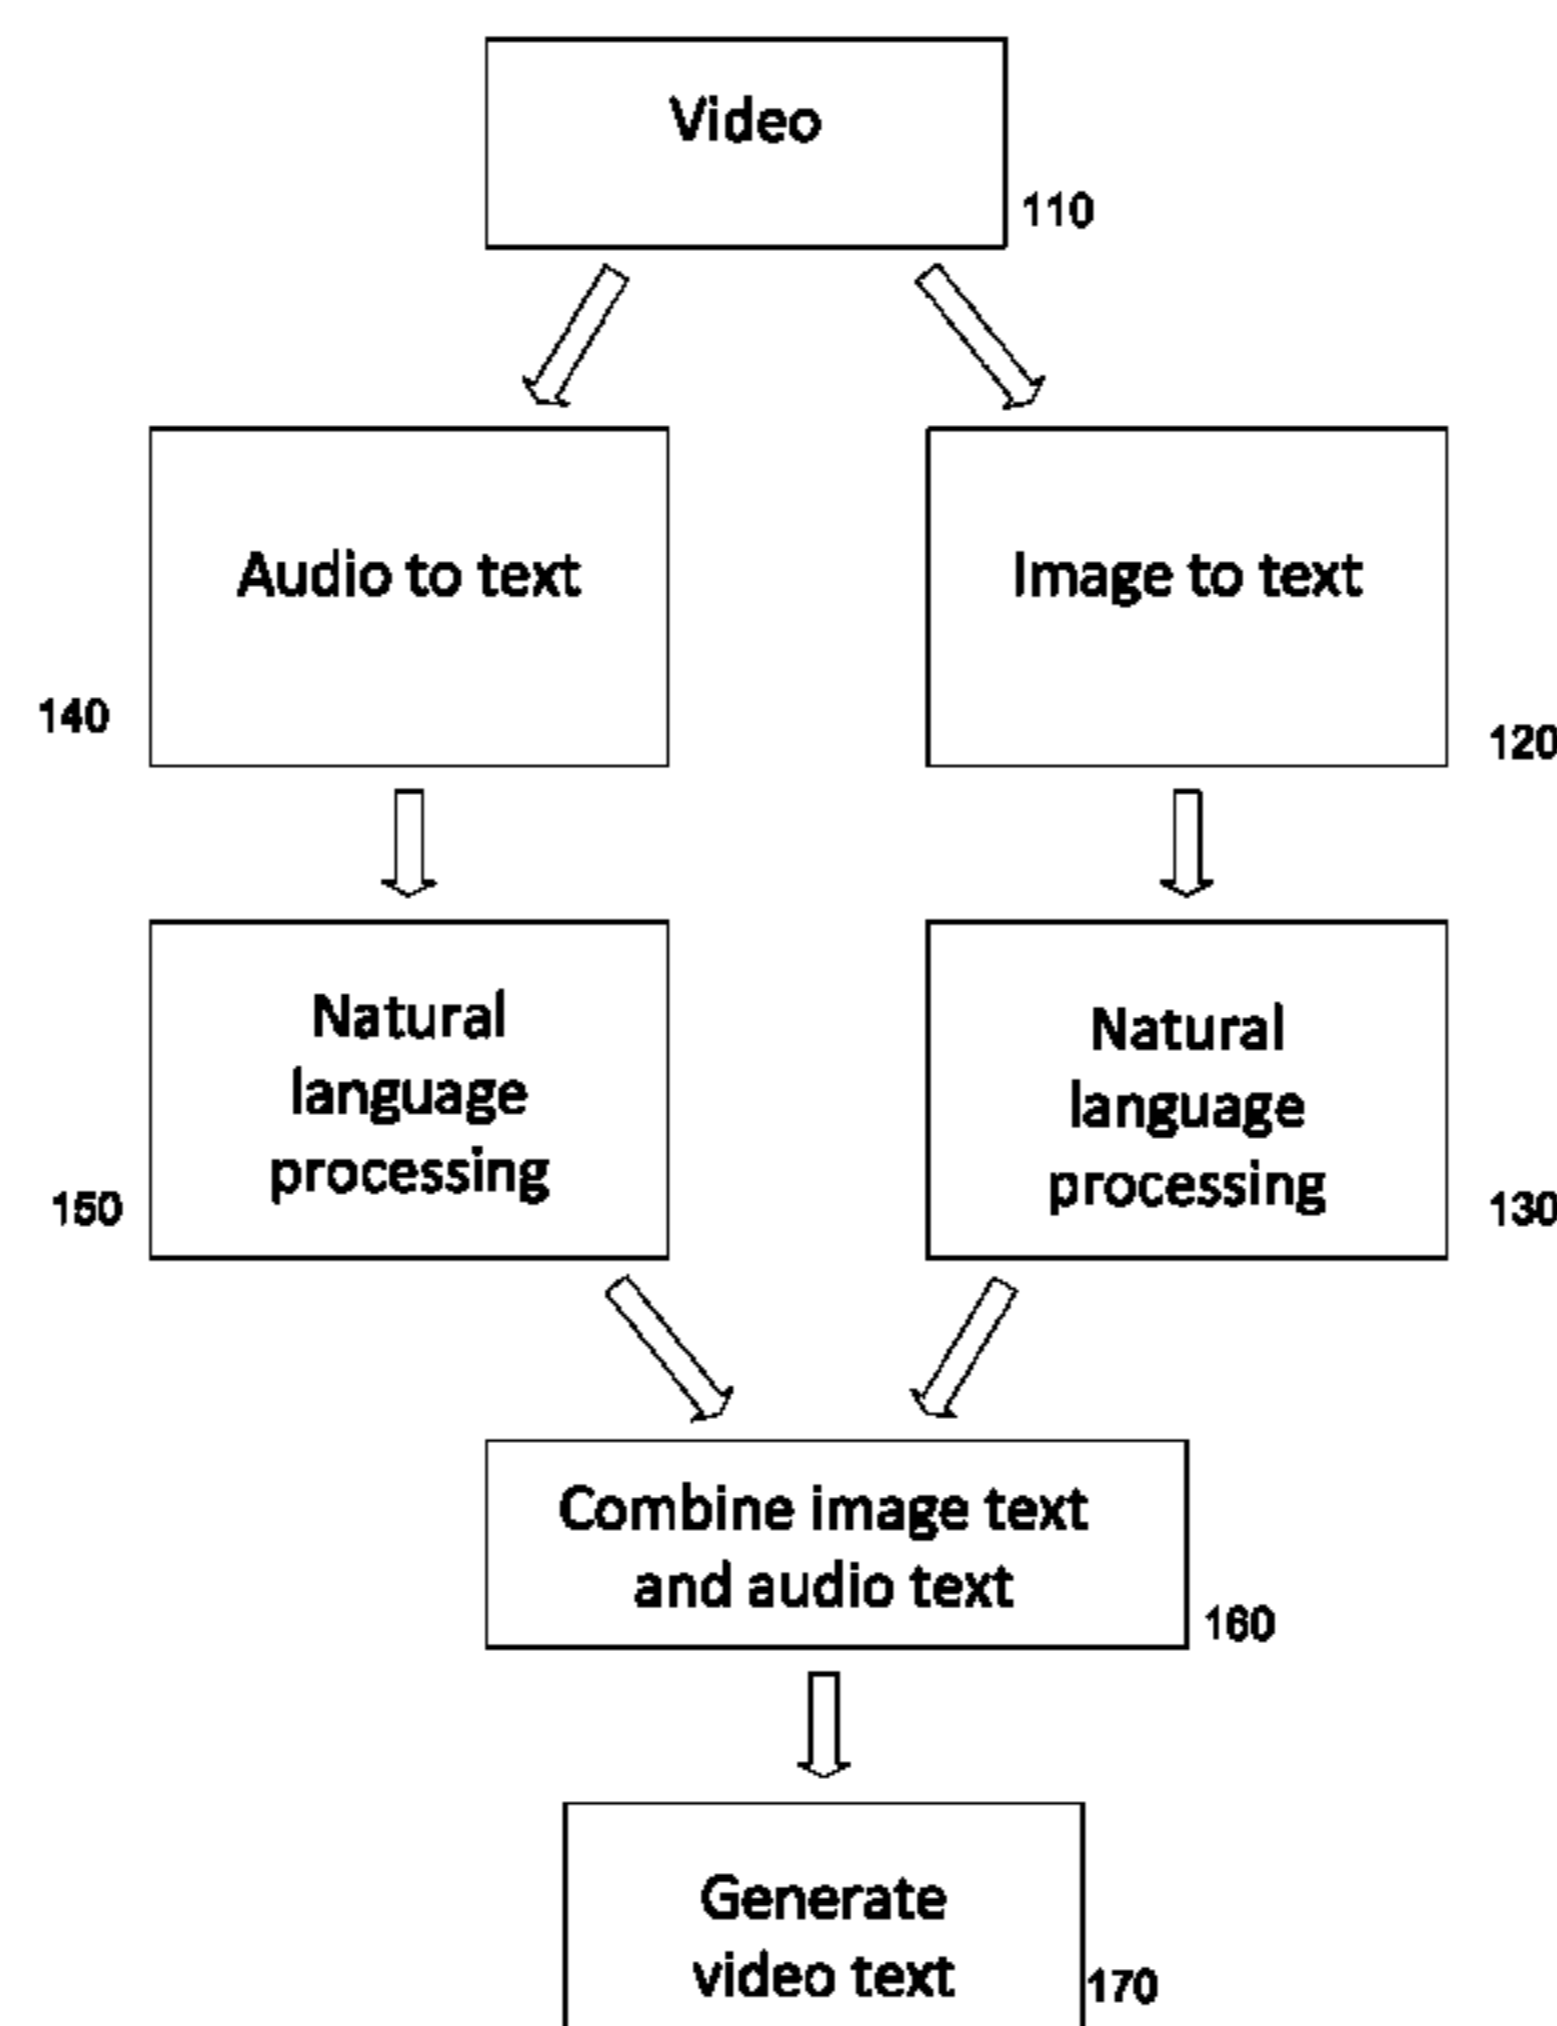 Video
110
Audio to text
140
Image to text
120
Natural
language
processing
150
Natural
language
processing
130
Combine image text
and audio text
160
Generate
video text
170